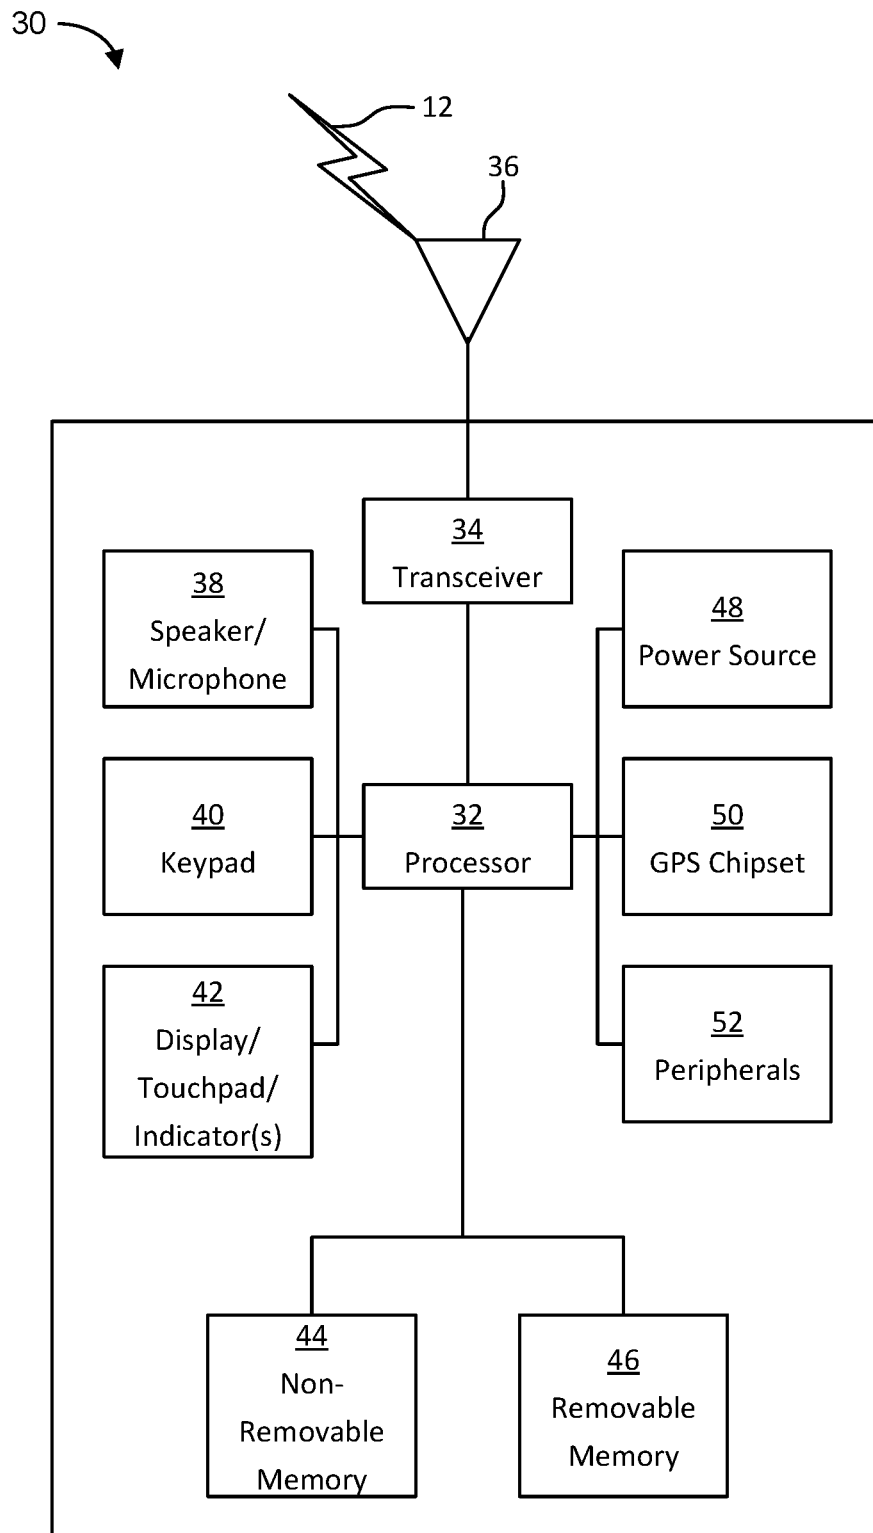 30
12
36
34
Transceiver
38
Speaker/
Microphone
48
Power Source
40
Keypad
32
Processor
50
GPS Chipset
42
Display/
Touchpad/
Indicator(s)
52
Peripherals
44
Non-
Removable
Memory
46
Removable
Memory